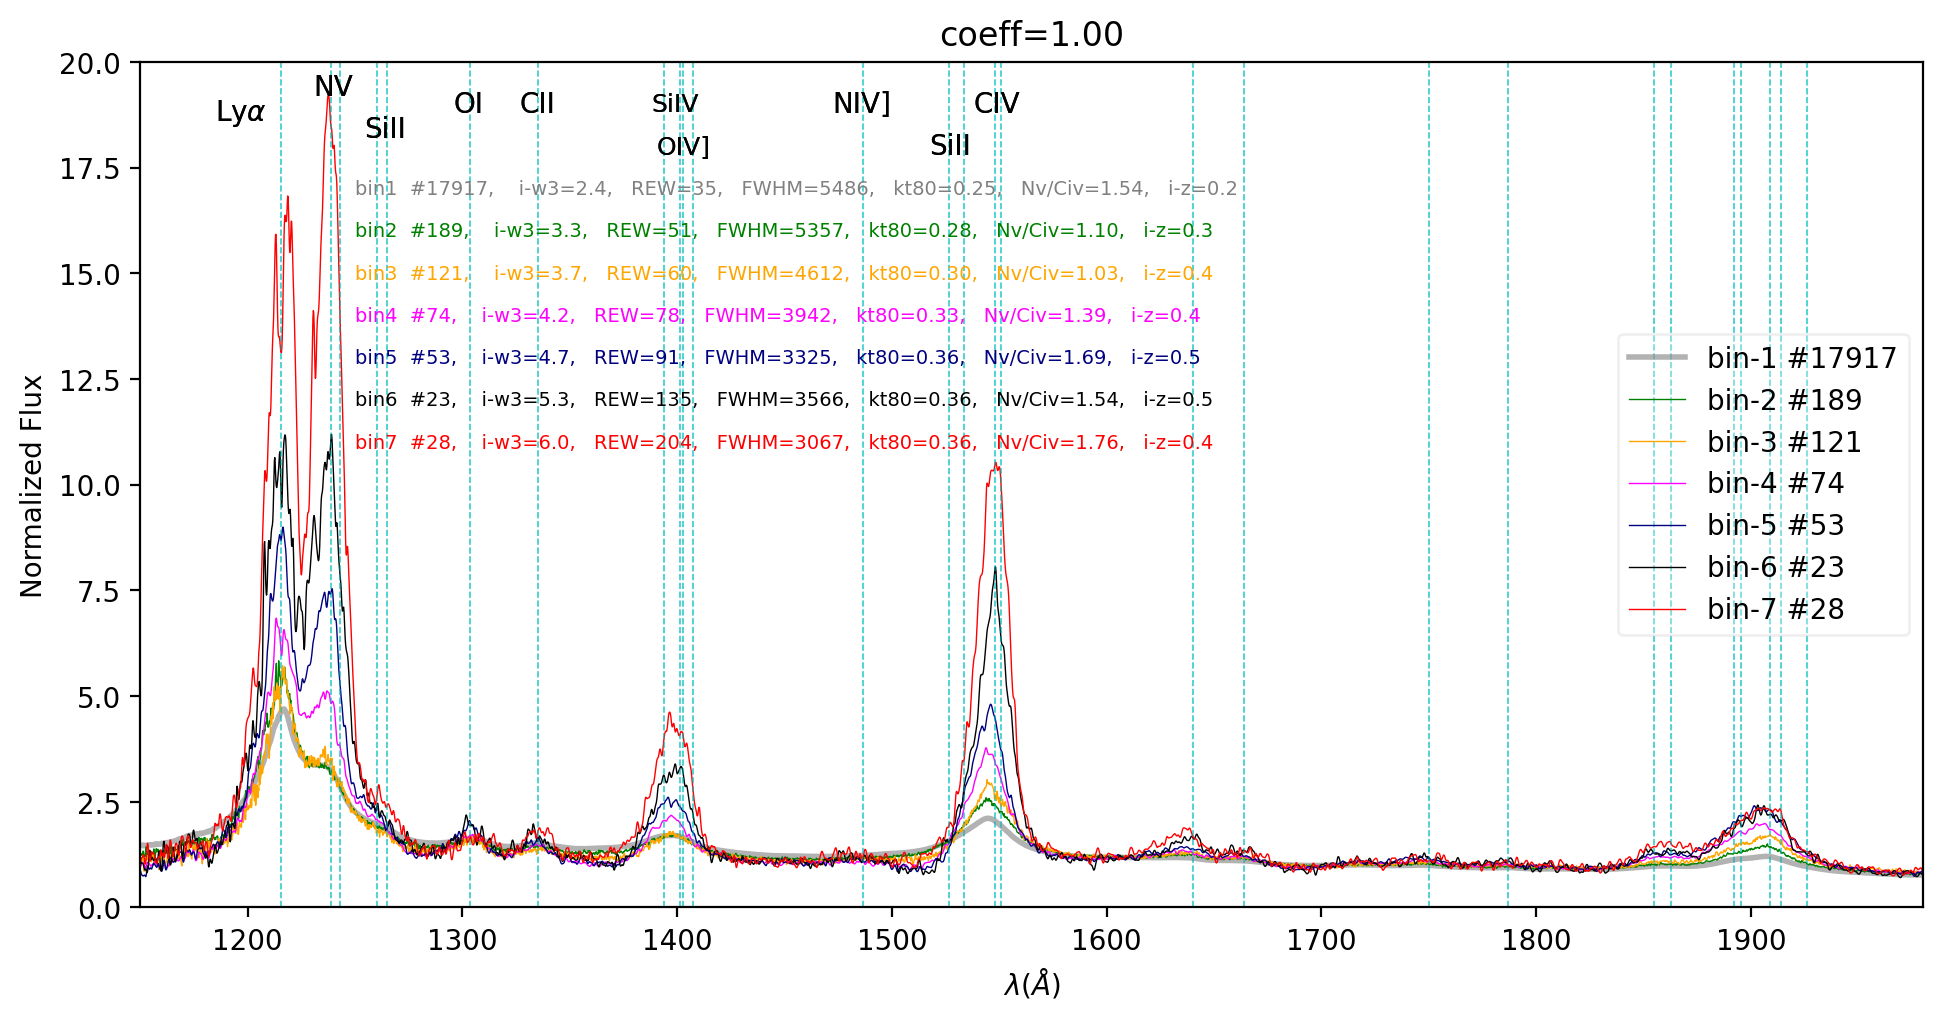 coeff=1.00
Normalized Flux
20.0
17.5
15.0
12.5
10.0
7.5
5.0
2.5
0.0
NV
Lyα
SiII
OI
CII
SiIV
OIV]
NIV]
CIV
SiII
bin1 #17917, i-w3=2.4, REW=35, FWHM=5486, kt80=0.25, Nv/Civ=1.54, i-z=0.2
bin2 #189, i-w3=3.3, REW=51, FWHM=5357, kt80=0.28, Nv/Civ=1.10, i-z=0.3
bin3 #121, i-w3=3.7, REW=60, FWHM=4612, kt80=0.30, Nv/Civ=1.03, i-z=0.4
bin4 #74, i-w3=4.2, REW=78, FWHM=3942, kt80=0.33, Nv/Civ=1.39, i-z=0.4
bin5 #53, i-w3=4.7, REW=91, FWHM=3325, kt80=0.36, Nv/Civ=1.69, i-z=0.5
bin6 #23, i-w3=5.3, REW=135, FWHM=3566, kt80=0.36, Nv/Civ=1.54, i-z=0.5
bin7 #28, i-w3=6.0, REW=204, FWHM=3067, kt80=0.36, Nv/Civ=1.76, i-z=0.4
bin-1 #17917
bin-2 #189
bin-3 #121
bin-4 #74
bin-5 #53
bin-6 #23
bin-7 #28
1200 1300 1400 1500 1600 1700 1800 1900
λ(Å)